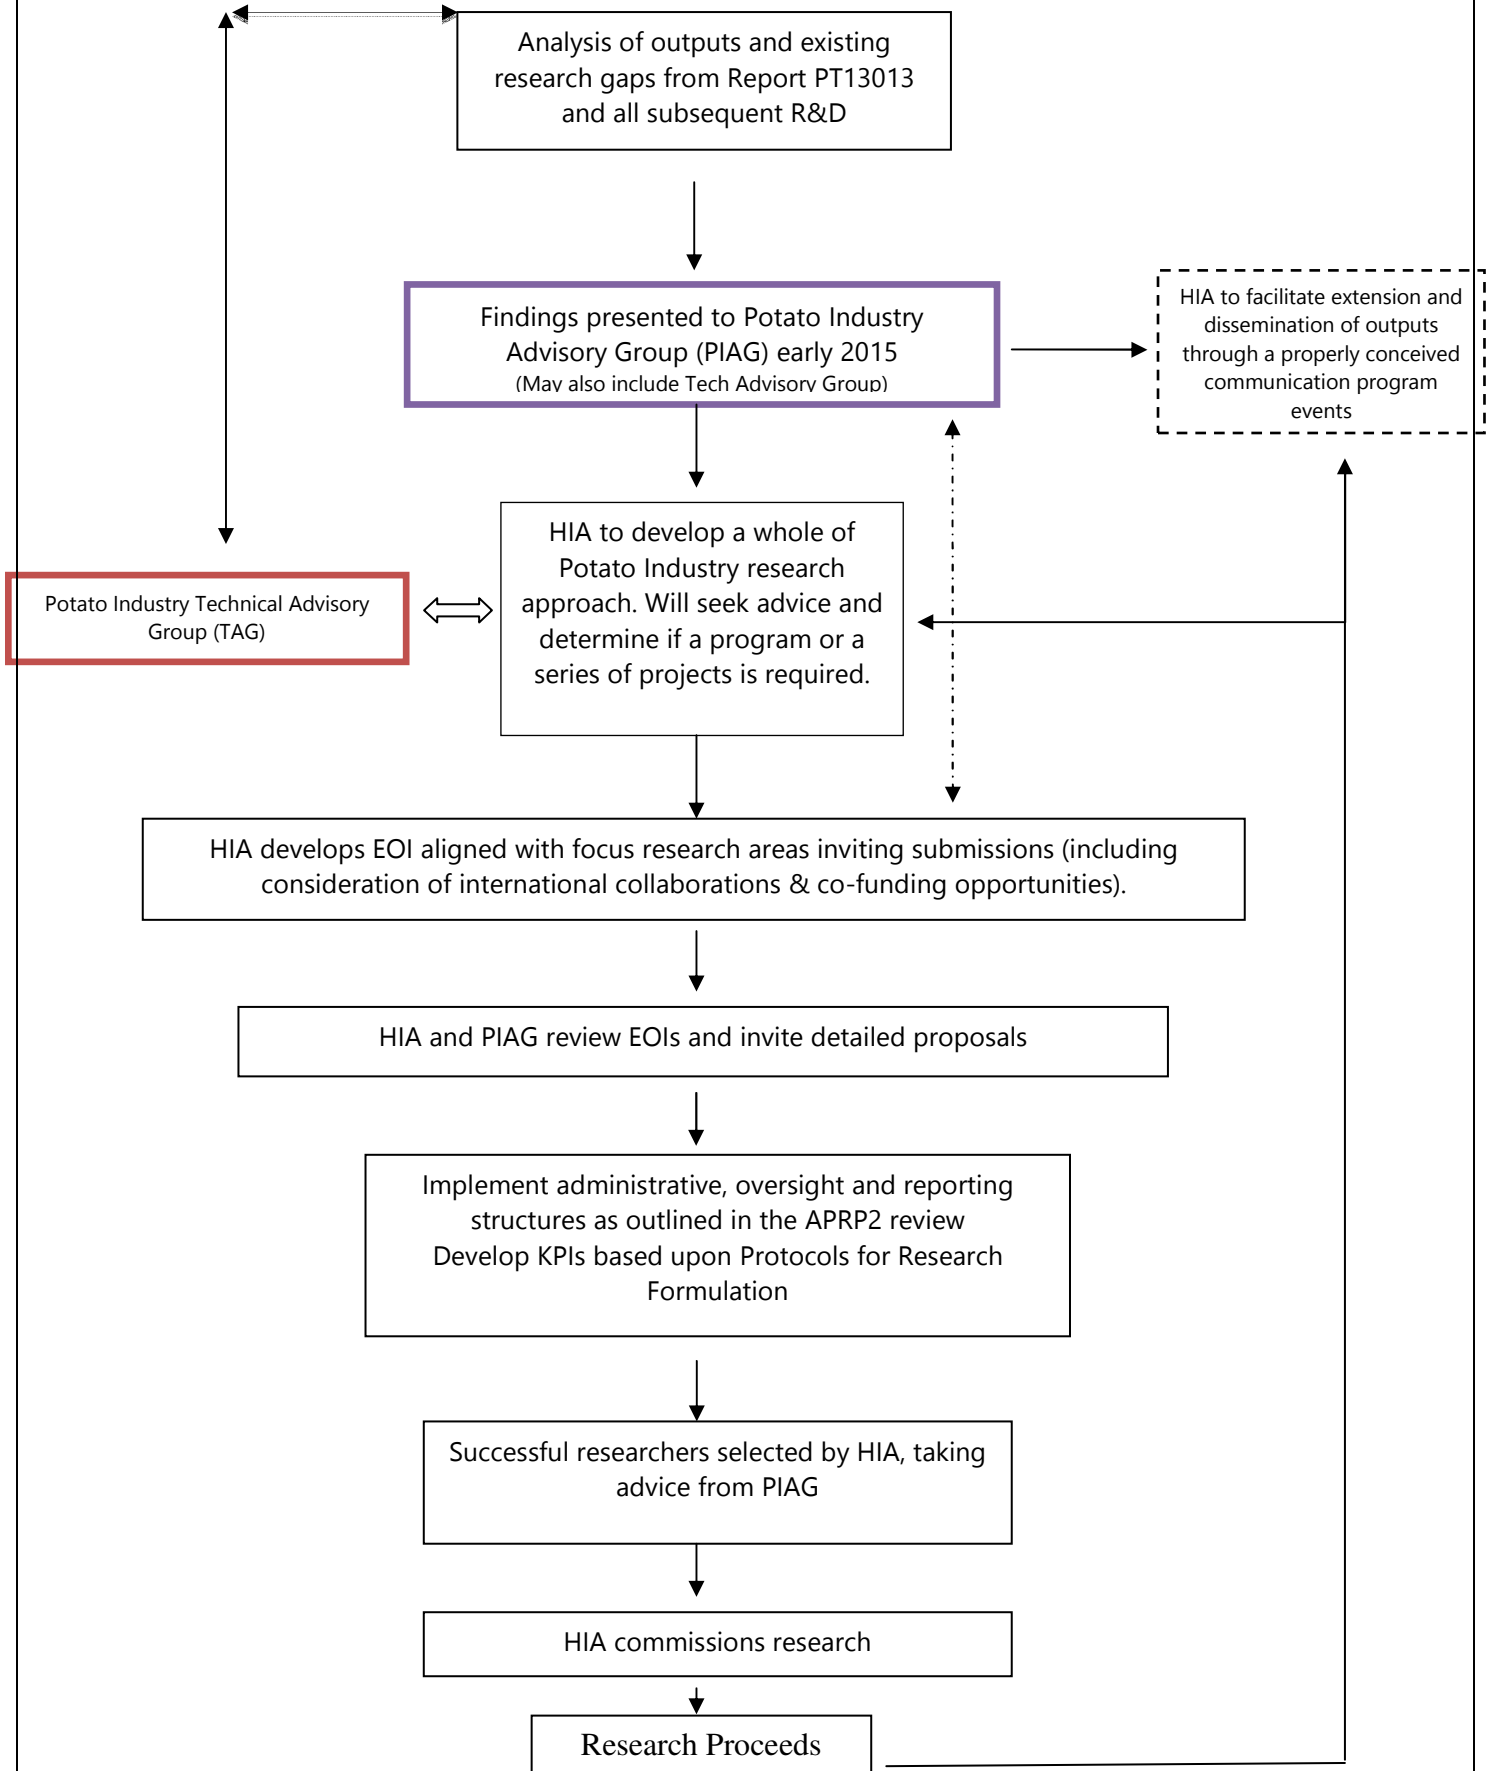 Analysis of outputs and existing
research gaps from Report PT13013
and all subsequent R&D
Findings presented to Potato Industry
Advisory Group (PIAG) early 2015
(May also include Tech Advisory Group)
HIA to facilitate extension and
dissemination of outputs
through a properly conceived
communication program
events
HIA to develop a whole of
Potato Industry research
approach. Will seek advice and
determine if a program or a
series of projects is required.
Potato Industry Technical Advisory
Group (TAG)
HIA develops EOI aligned with focus research areas inviting submissions (including
consideration of international collaborations & co-funding opportunities).
HIA and PIAG review EOIs and invite detailed proposals
Implement administrative, oversight and reporting
structures as outlined in the APRP2 review
Develop KPIs based upon Protocols for Research
Formulation
Successful researchers selected by HIA, taking
advice from PIAG
HIA commissions research
Research Proceeds